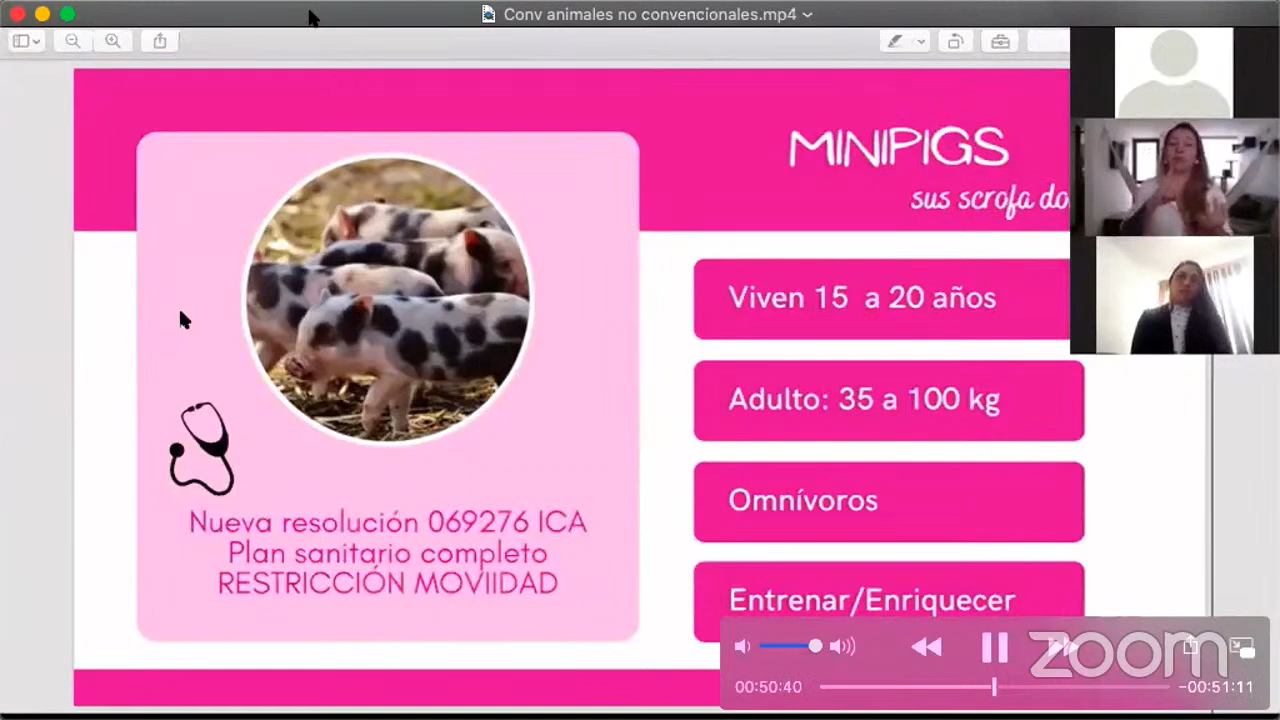 Conv animales no convencionales.mp4
MINIPIGS
sus scrofa do
Viven 15 a 20 años
Adulto: 35 a 100 kg
Omnívoros
Entrenar/Enriquecer
Nueva resolución 069276 ICA
Plan sanitario completo
RESTRICCIÓN MOVIIDAD
zoom
00:50:40
-00:51:11